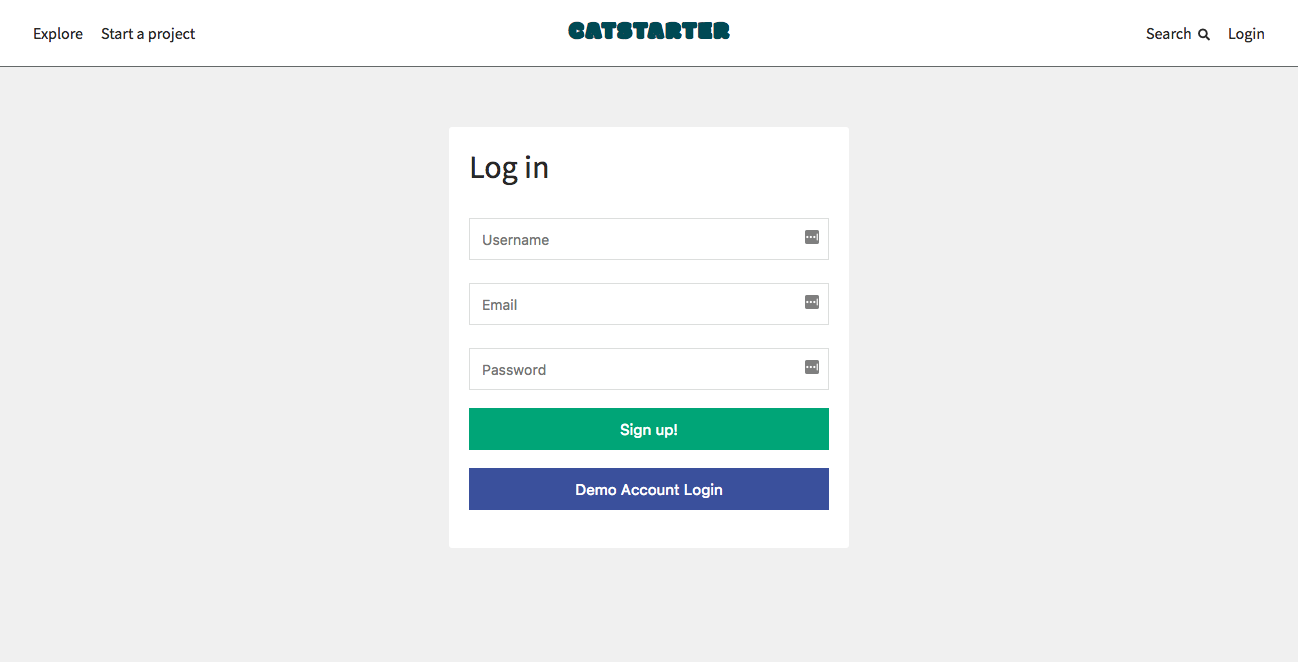 Explore Start a project CATSTARTER Search Login
Log in
Username
Email
Password
Sign up!
Demo Account Login